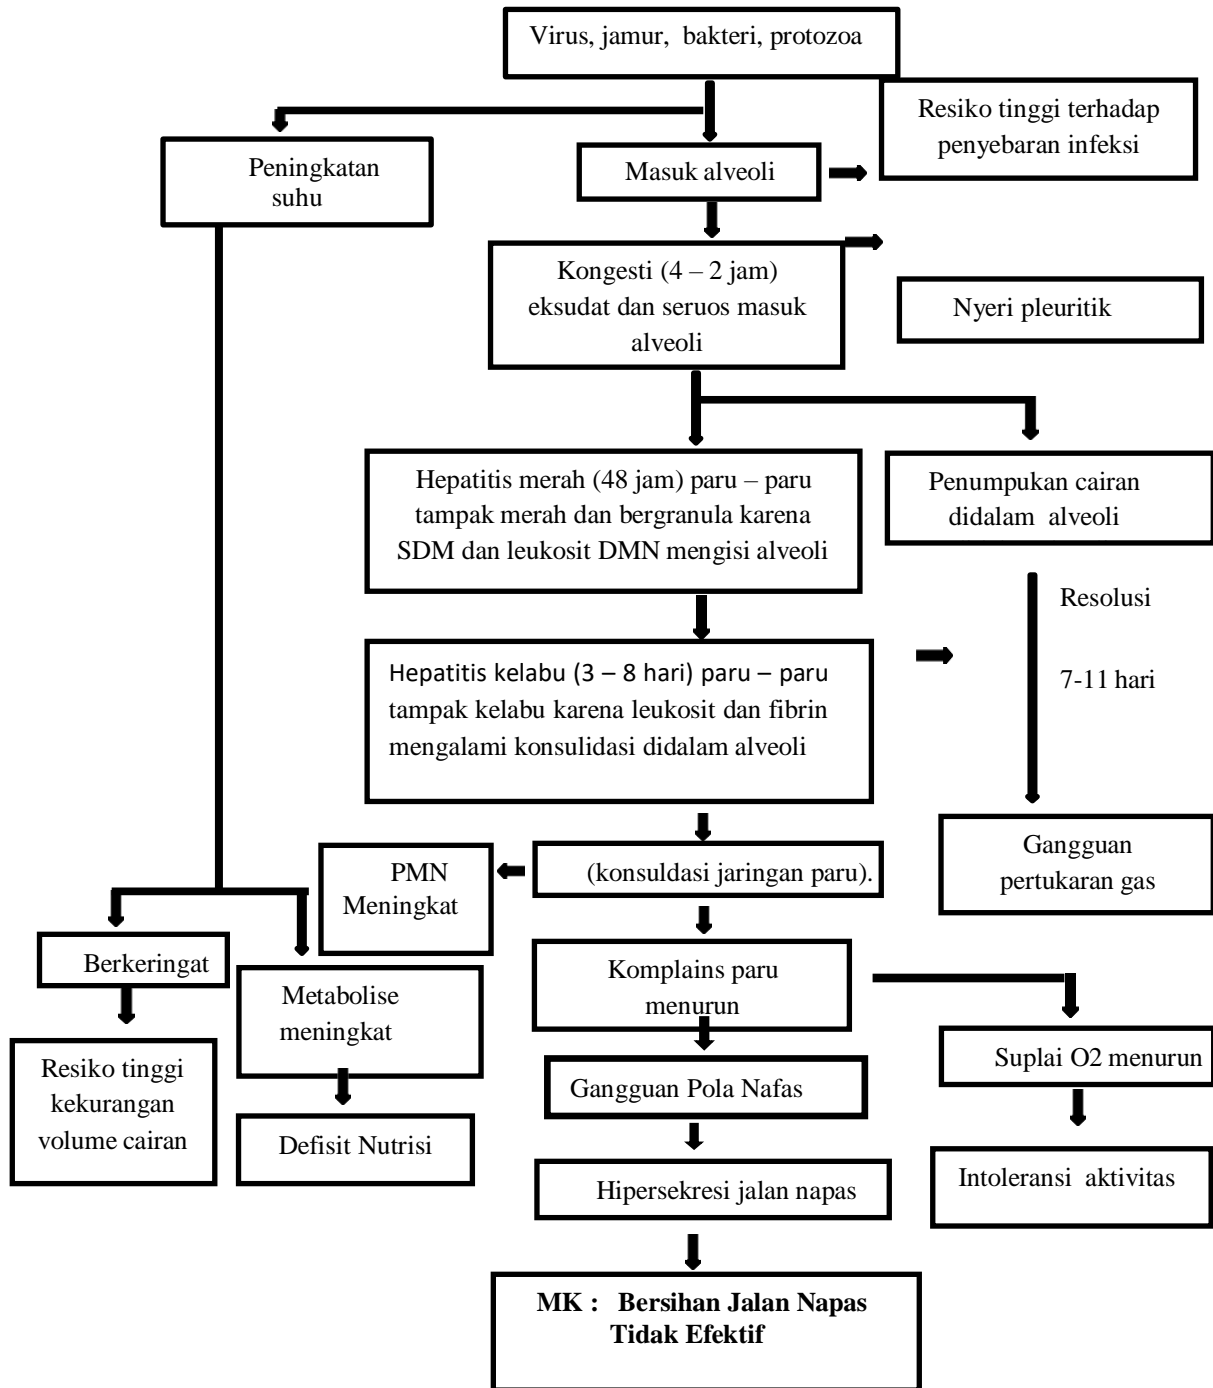 Virus, jamur, bakteri, protozoa
Resiko tinggi terhadap
penyebaran infeksi
Peningkatan
suhu
Masuk alveoli
Kongesti (4 – 2 jam)
eksudat dan seruos masuk
alveoli
Nyeri pleuritik
Hepatitis merah (48 jam) paru – paru
tampak merah dan bergranula karena
SDM dan leukosit DMN mengisi alveoli
Penumpukan cairan
didalam alveoli
Resolusi
7-11 hari
Hepatitis kelabu (3 – 8 hari) paru – paru
tampak kelabu karena leukosit dan fibrin
mengalami konsulidasi didalam alveoli
Gangguan
pertukaran gas
PMN
Meningkat
(konsuldasi jaringan paru).
Berkeringat
Metabolise
meningkat
Komplains paru
menurun
Suplai O2 menurun
Resiko tinggi
kekurangan
volume cairan
Defisit Nutrisi
Gangguan Pola Nafas
Hipersekresi jalan napas
Intoleransi aktivitas
MK : Bersihan Jalan Napas
Tidak Efektif